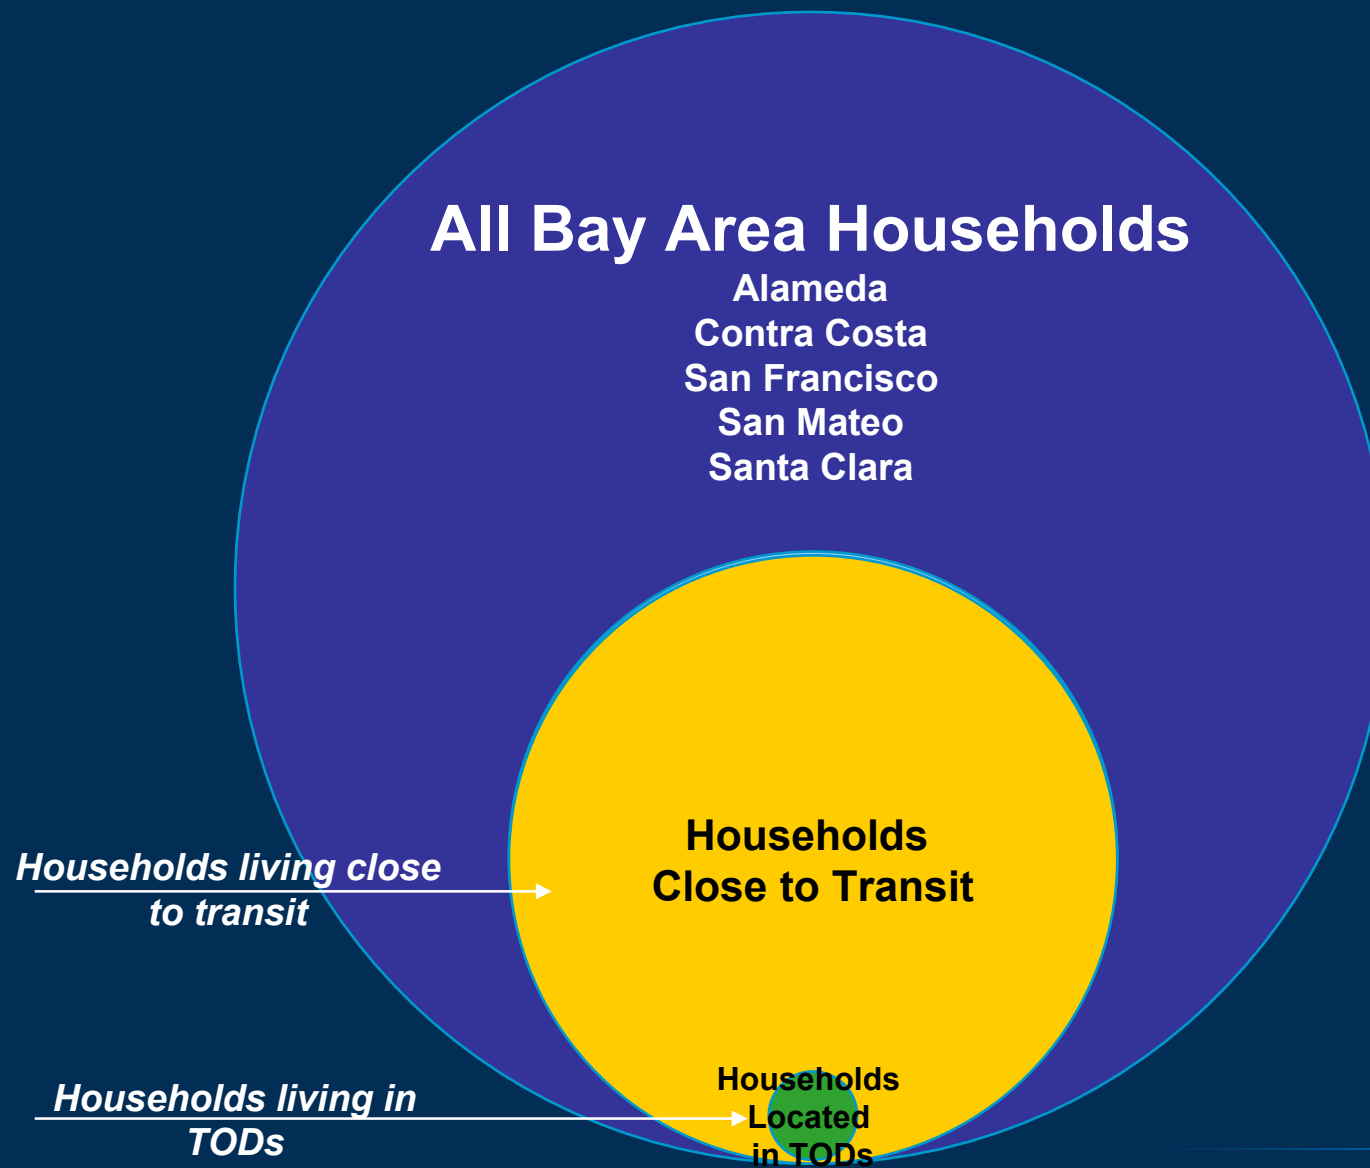 All Bay Area Households
Alameda
Contra Costa
San Francisco
San Mateo
Santa Clara
Households
Close to Transit
Households living close
to transit
Households
Located
in TODs
Households living in
TODs